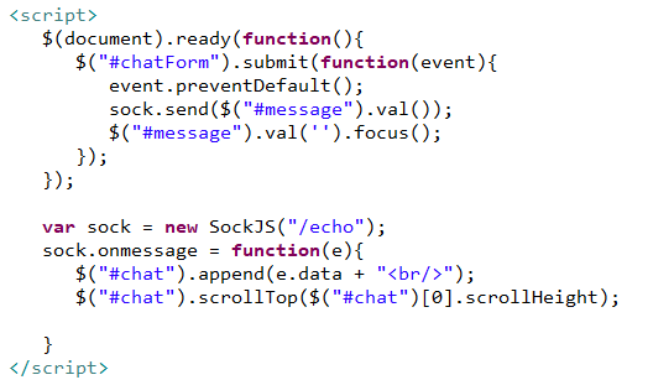 <script>
   $(document).ready(function(){
      $("#chatForm").submit(function(event){
         event.preventDefault();
         sock.send($("#message").val());
         $("#message").val('').focus();
      });
   });

   var sock = new SockJS("/echo");
   sock.onmessage = function(e){
      $("#chat").append(e.data + "<br/>");
      $("#chat").scrollTop($("#chat")[0].scrollHeight);

   }
</script>